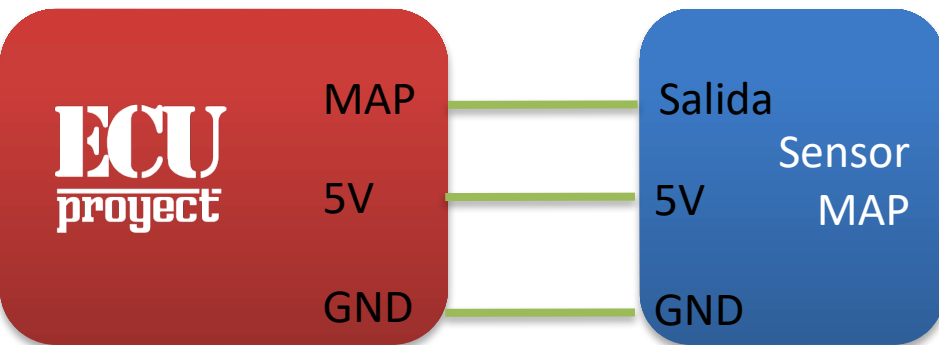 ECU
proyect
MAP
5V
GND
Salida
5V
GND
Sensor
MAP